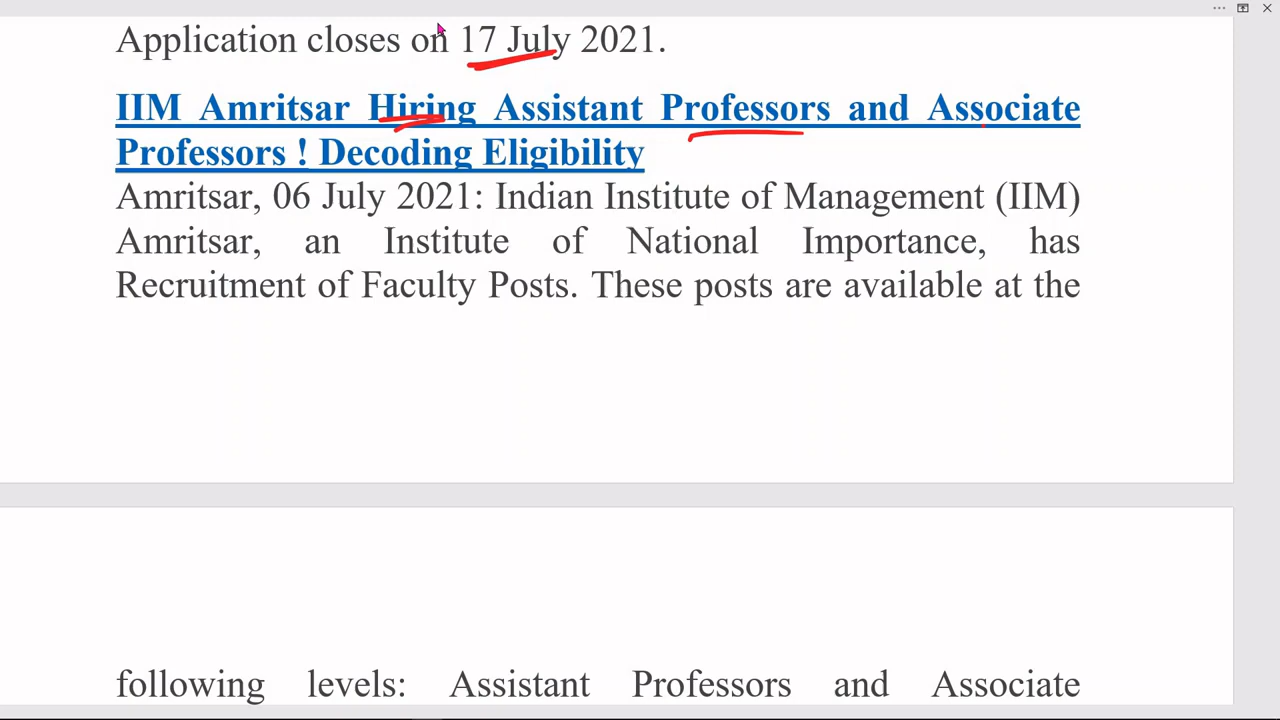 Application closes on 17 July 2021.
IIM Amritsar Hiring Assistant Professors and Associate
Professors ! Decoding Eligibility
Amritsar, 06 July 2021: Indian Institute of Management (IIM)
Amritsar, an Institute of National Importance, has
Recruitment of Faculty Posts. These posts are available at the
following levels: Assistant Professors and Associate